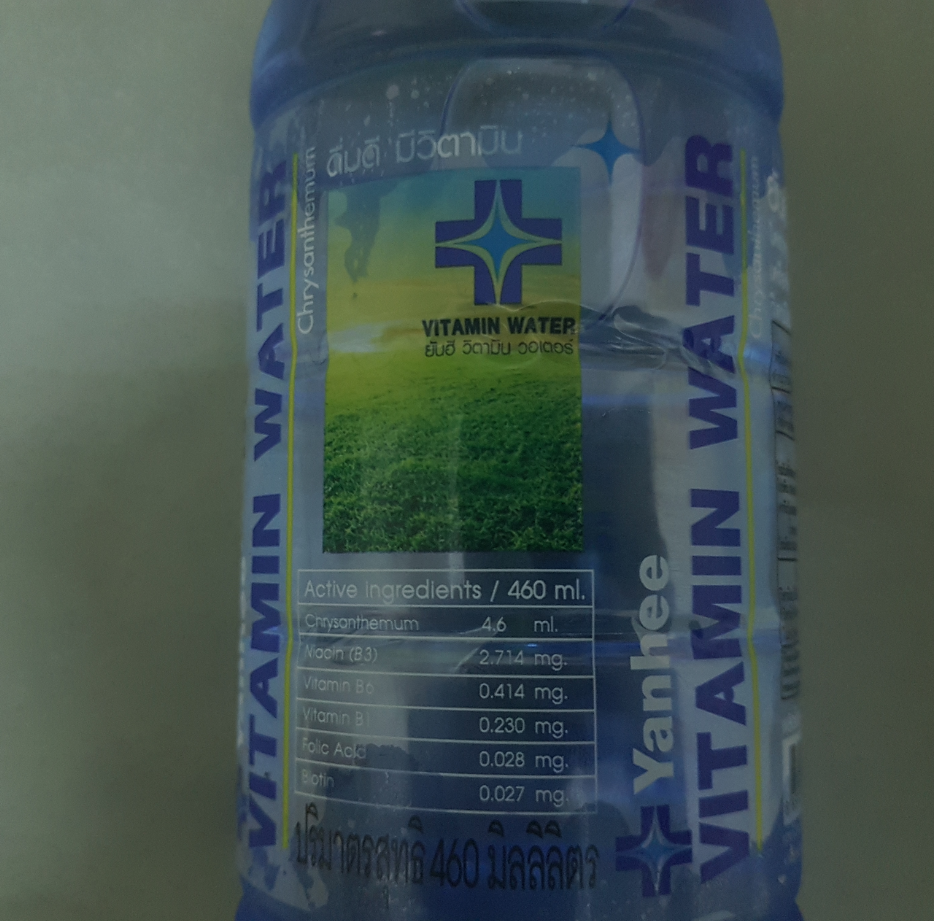 VITAMIN WATER
Chrysanthemum
ดื่มดี มีวิตามิน
VITAMIN WATER
ยันฮี วิตามิน วอเตอร์
Active ingredients / 460 ml.
Chrysanthemum 4.6 ml.
Niacin (B3) 2.714 mg.
Vitamin B6 0.414 mg.
Vitamin B1 0.230 mg.
Folic Acid 0.028 mg.
Biotin 0.027 mg.
ปริมาตรสุทธิ 460 มิลลิลิตร
Yanhee
VITAMIN WATER
Chrysanthemum